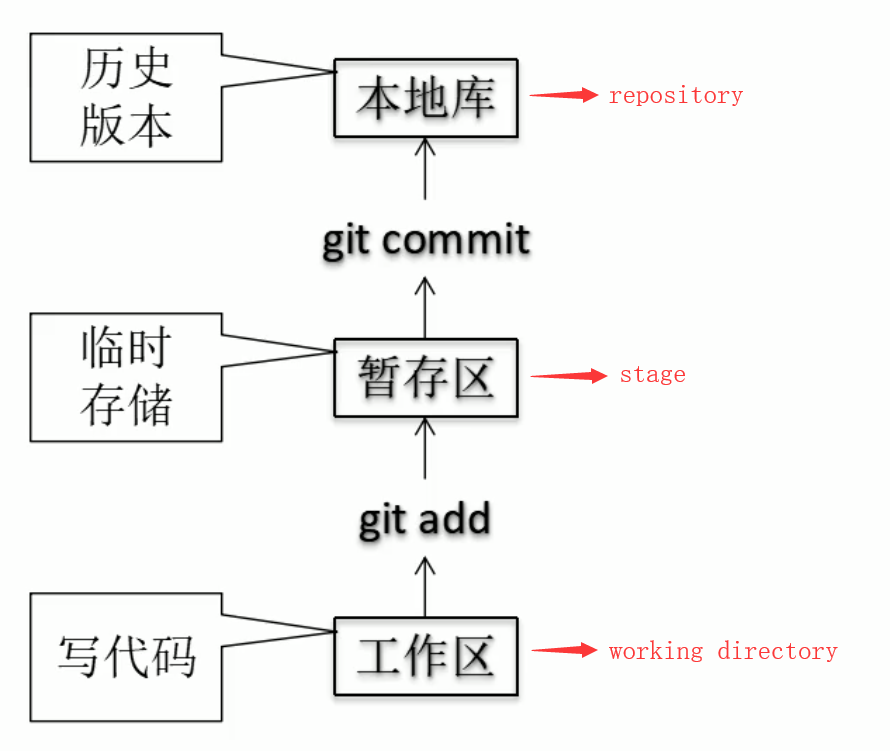 历史
版本
本地库
repository
git commit
临时
存储
暂存区
stage
git add
写代码
工作区
working directory